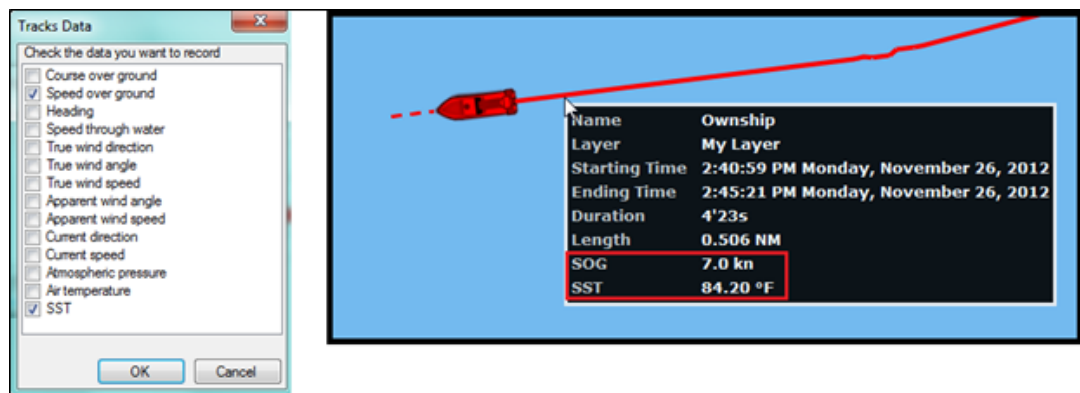 Tracks Data
Check the data you want to record
Course over ground
Speed over ground
Heading
Speed through water
True wind direction
True wind angle
True wind speed
Apparent wind angle
Apparent wind speed
Current direction
Current speed
Atmospheric pressure
Air temperature
SST
OK Cancel
Name Ownship
Layer My Layer
Starting Time 2:40:59 PM Monday, November 26, 2012
Ending Time 2:45:21 PM Monday, November 26, 2012
Duration 4'23s
Length 0.506 NM
SOG 7.0 kn
SST 84.20 °F